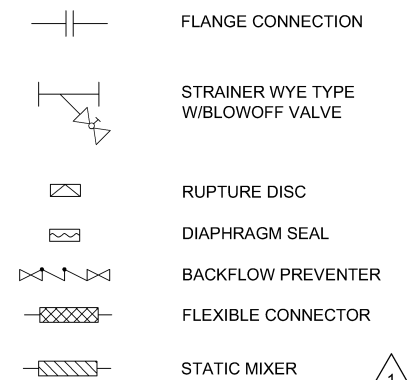 FLANGE CONNECTION
STRAINER WYE TYPE
W/BLOWOFF VALVE
RUPTURE DISC
DIAPHRAGM SEAL
BACKFLOW PREVENTER
FLEXIBLE CONNECTOR
STATIC MIXER
1